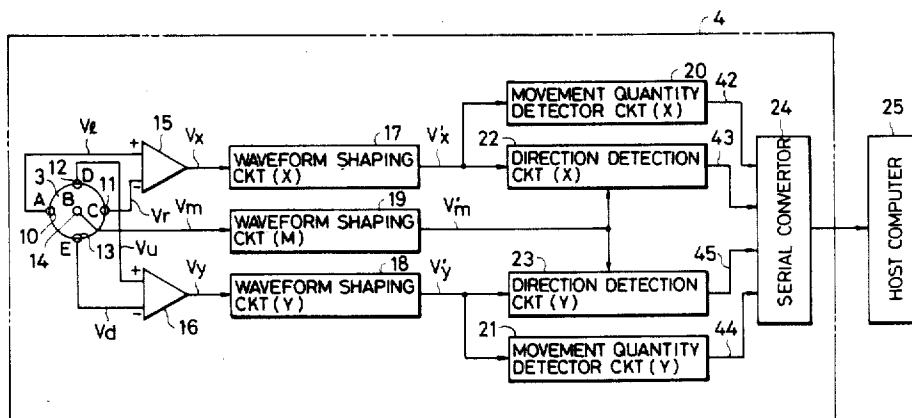 4
20
42
MOVEMENT QUANTITY
DETECTOR CKT (X)
24
25
Vℓ
15
+
-
Vx
17
WAVEFORM SHAPING
CKT (X)
V'x
22
DIRECTION DETECTION
CKT (X)
43
12
D
3
11
A
B
C
Vr
10
14
E
13
Vm
19
WAVEFORM SHAPING
CKT (M)
V'm
SERIAL CONVERTOR
HOST COMPUTER
Vu
+
-
Vy
18
WAVEFORM SHAPING
CKT (Y)
V'y
23
DIRECTION DETECTION
CKT (Y)
45
Vd
16
21
MOVEMENT QUANTITY
DETECTOR CKT (Y)
44